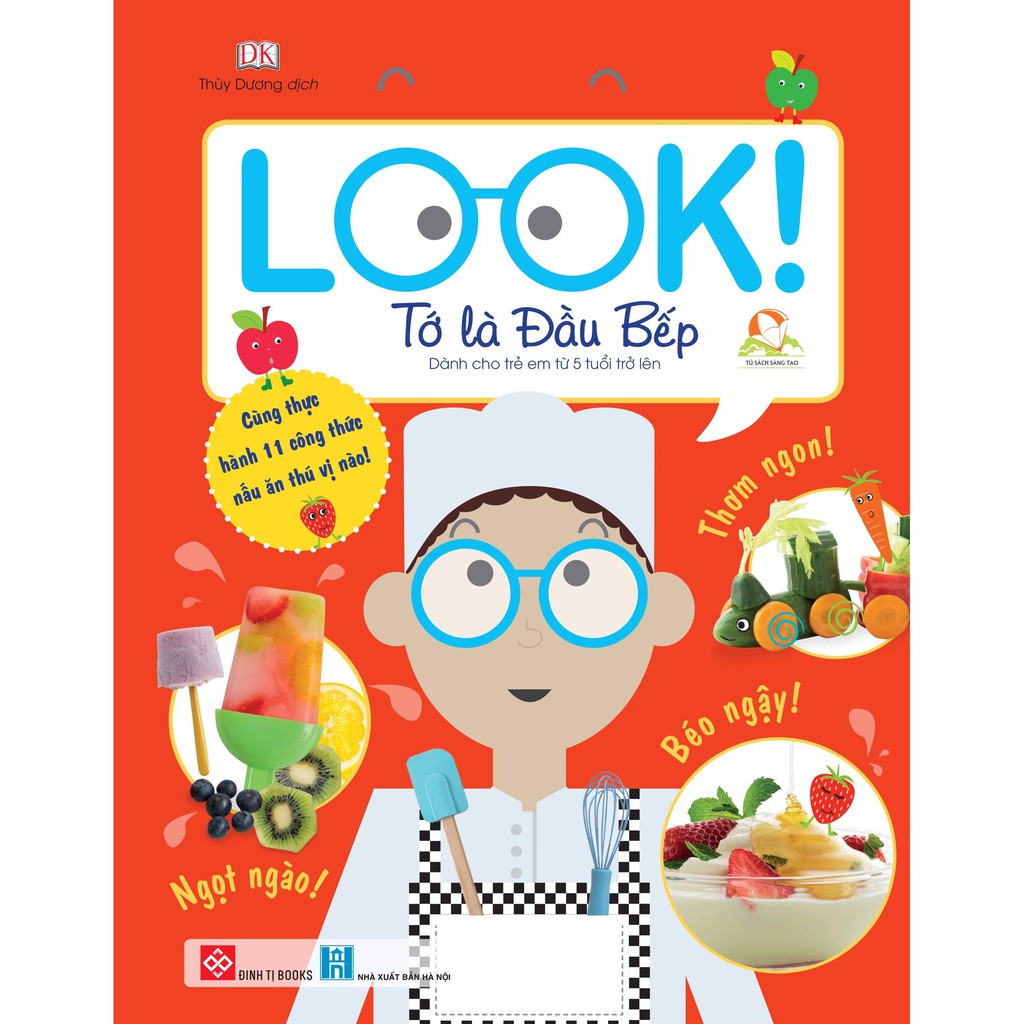 DK
Thùy Dương dịch
LOOK!
Tớ là Đầu Bếp
Dành cho trẻ em từ 5 tuổi trở lên
TỦ SÁCH SÁNG TẠO
Cùng thực
hành 11 công thức
nấu ăn thú vị nào!
Thơm ngon!
Béo ngậy!
Ngọt ngào!
ĐINH TỊ BOOKS
NHÀ XUẤT BẢN HÀ NỘI